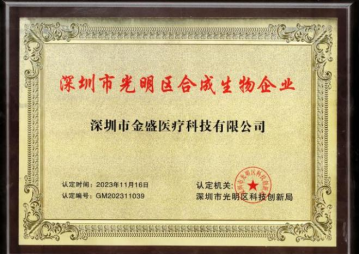 深圳市光明区合成生物企业
深圳市金盛医疗科技有限公司
认定时间：2023年11月16日
认定机关：
认定编号：GM202311039
深圳市光明区科技创新局